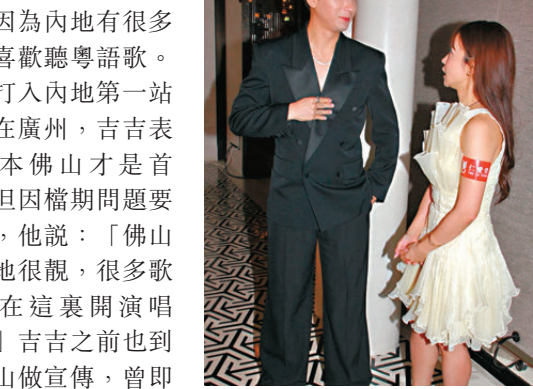 因為內地有很多
喜歡聽粵語歌。
打入內地第一站
在廣州，吉吉表
本佛山才是首
但因檔期問題要
，他説：「佛山
地很靚，很多歌
在這裏開演唱
」吉吉之前也到
山做宣傳，曾即